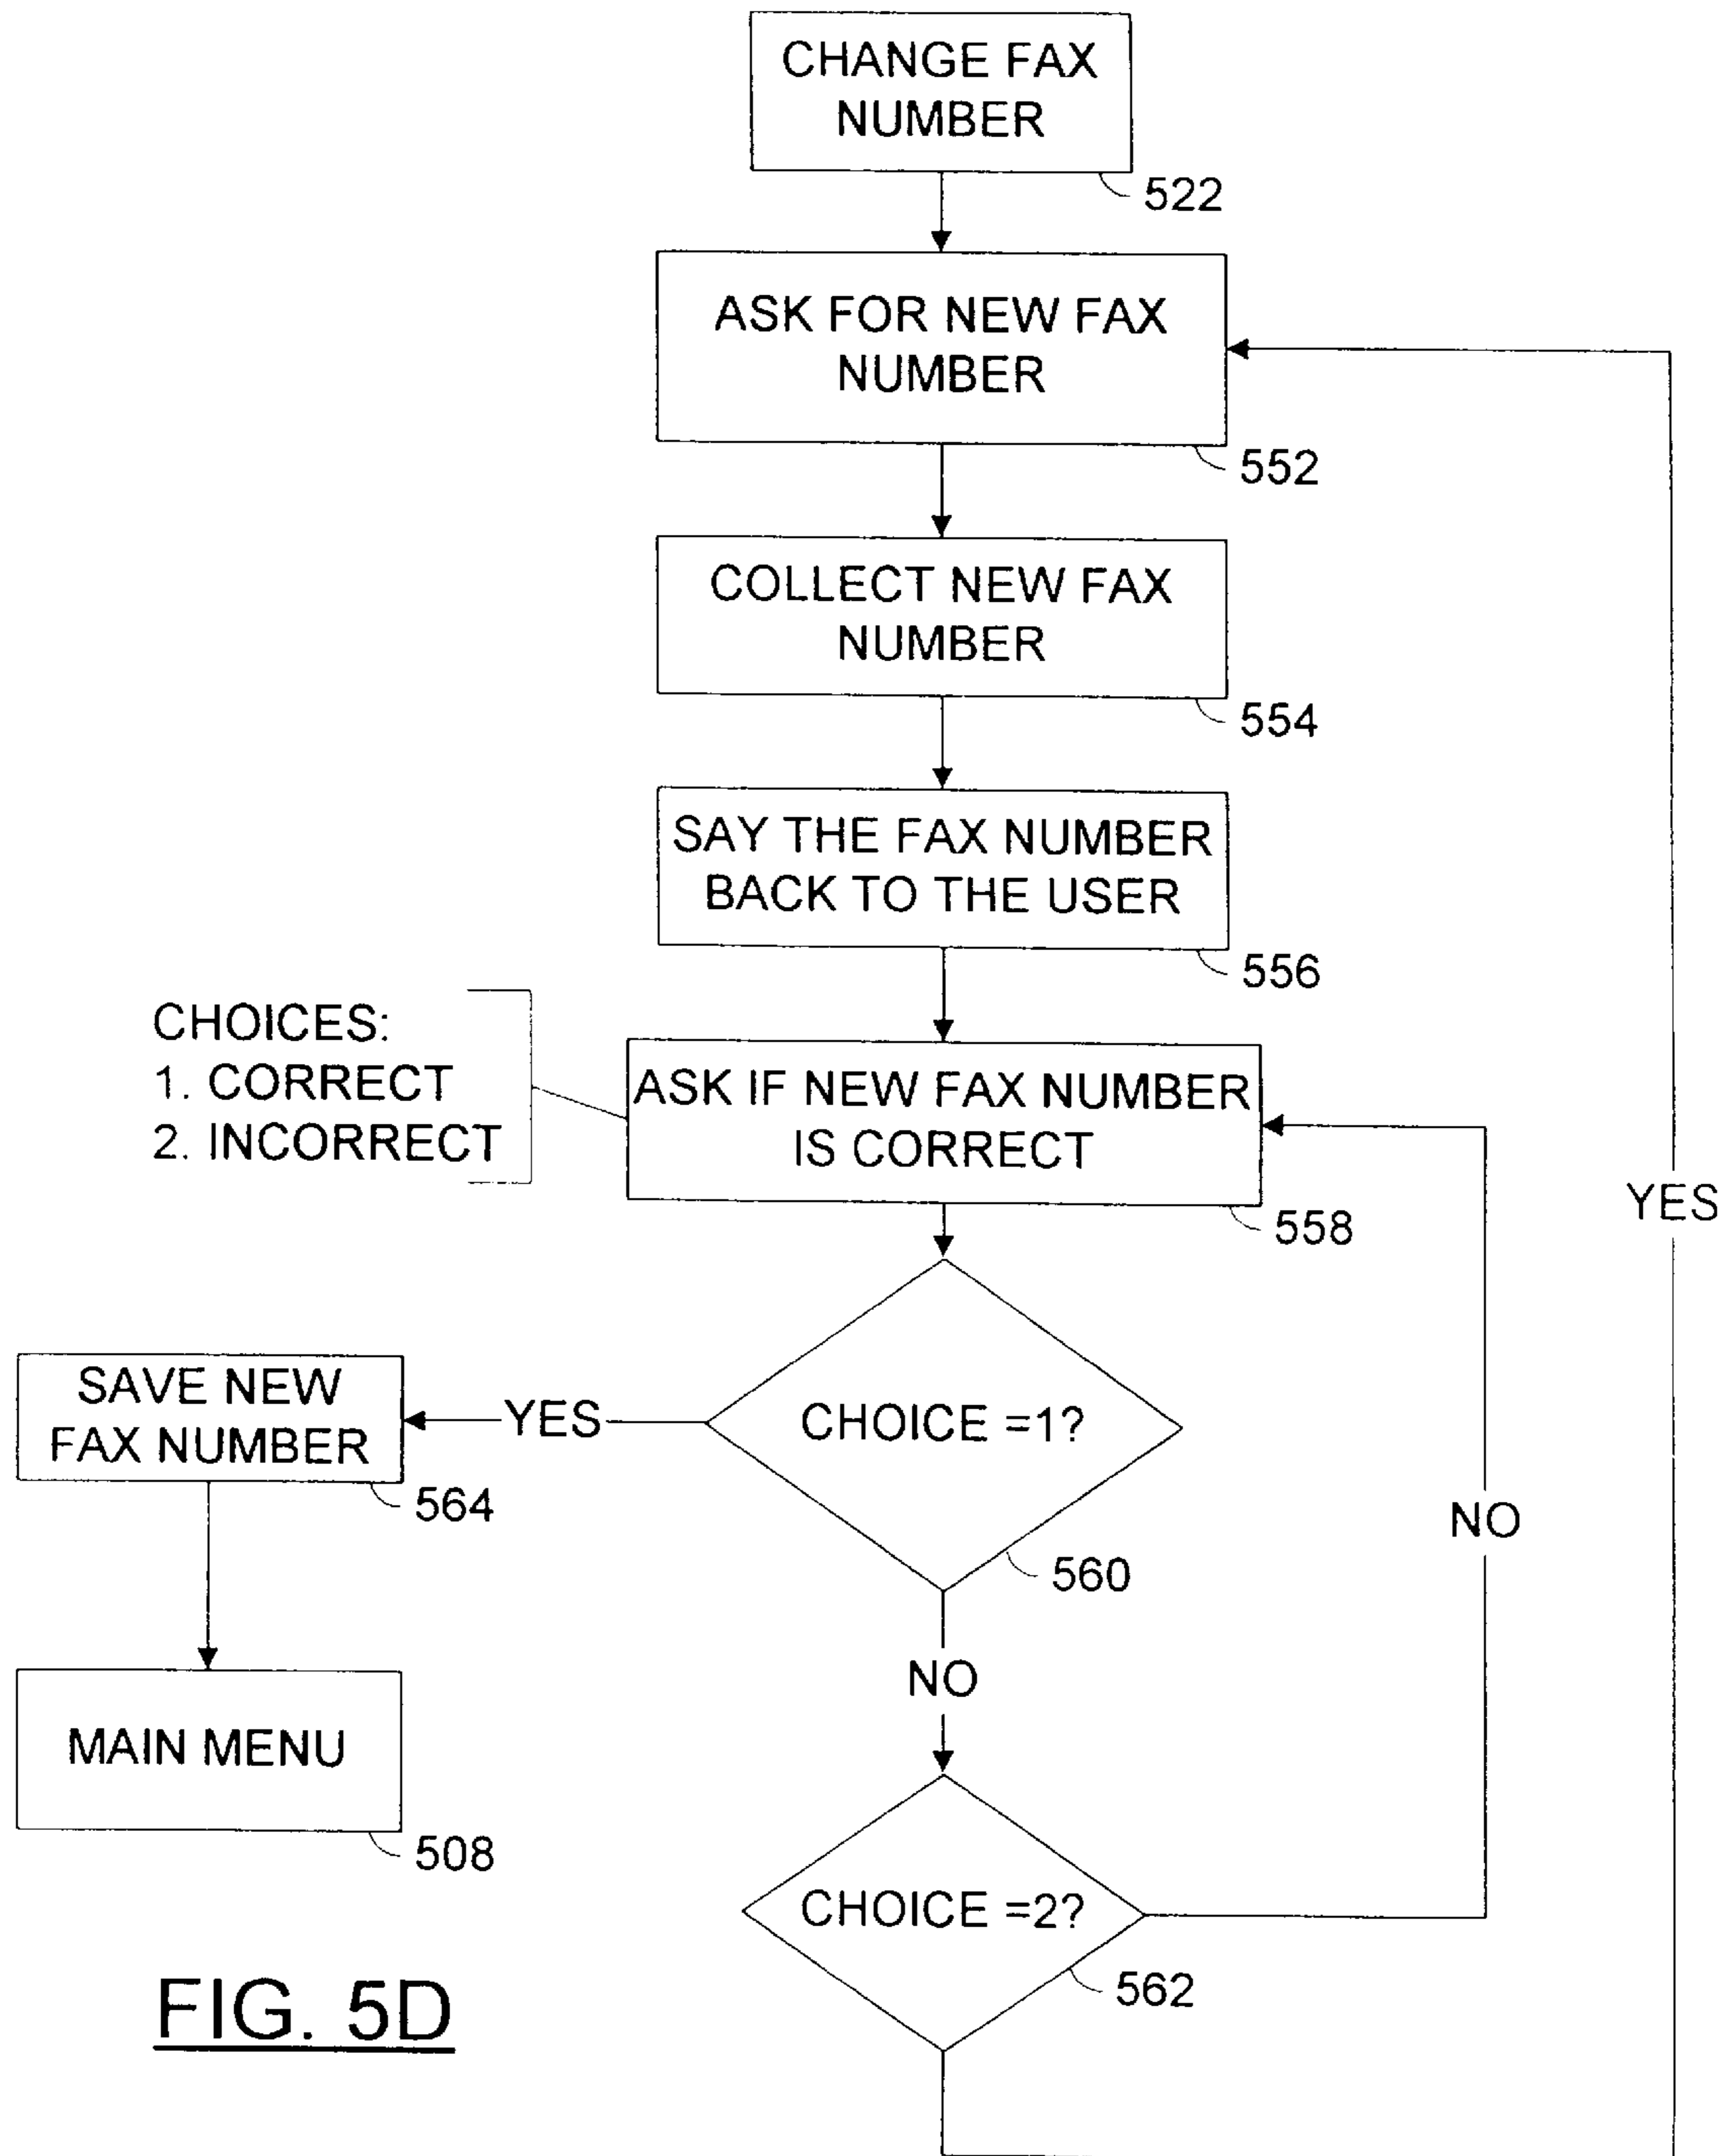 CHANGE FAX
NUMBER
522
ASK FOR NEW FAX
NUMBER
552
COLLECT NEW FAX
NUMBER
554
SAY THE FAX NUMBER
BACK TO THE USER
556
CHOICES:
1. CORRECT
2. INCORRECT
ASK IF NEW FAX NUMBER
IS CORRECT
558
YES
SAVE NEW
FAX NUMBER
564
YES
CHOICE =1?
560
NO
NO
MAIN MENU
508
CHOICE =2?
562
FIG. 5D